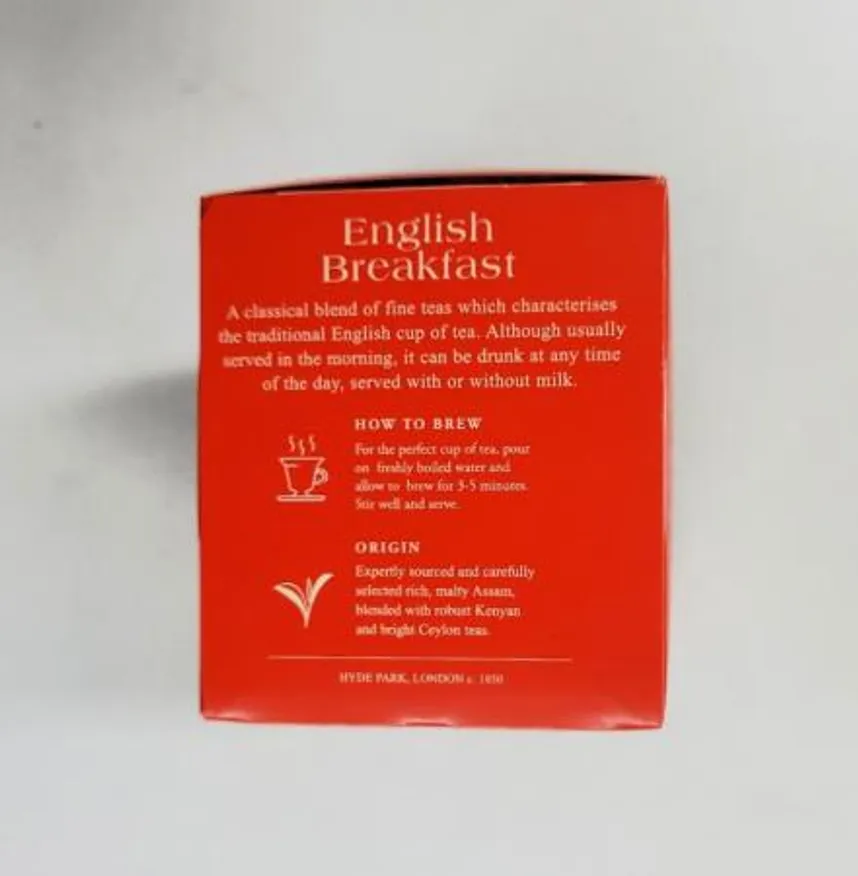 English
Breakfast
A classical blend of fine teas which characterises
the traditional English cup of tea. Although usually
served in the morning, it can be drunk at any time
of the day, served with or without milk.
HOW TO BREW
For the perfect cup of tea, pour
on freshly boiled water and
allow to brew for 3-5 minutes.
Stir well and serve.
ORIGIN
Expertly sourced and carefully
selected rich, malty Assam,
blended with robust Kenyan
and bright Ceylon teas.
HYDE PARK, LONDON c. 1850